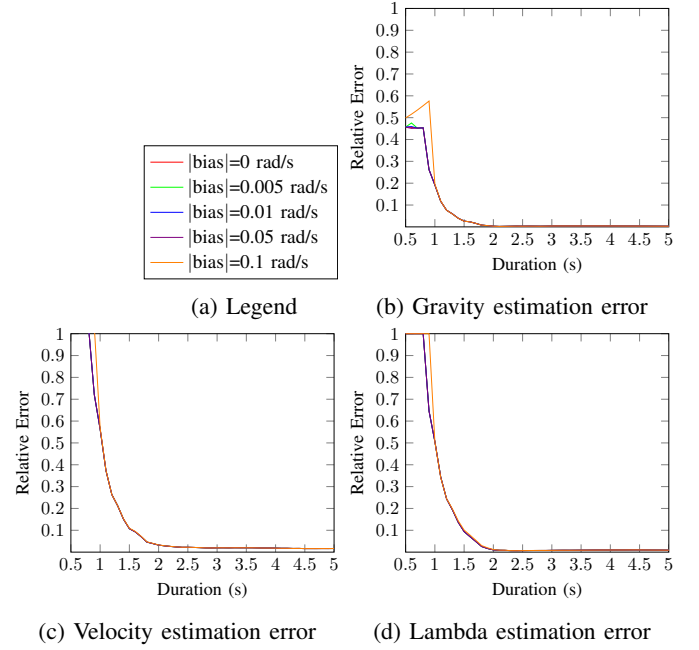 |bias|=0 rad/s
|bias|=0.005 rad/s
|bias|=0.01 rad/s
|bias|=0.05 rad/s
|bias|=0.1 rad/s
(a) Legend
Relative Error
1
0.9
0.8
0.7
0.6
0.5
0.4
0.3
0.2
0.1
0.5 1 1.5 2 2.5 3 3.5 4 4.5 5
Duration (s)
(b) Gravity estimation error
Relative Error
1
0.9
0.8
0.7
0.6
0.5
0.4
0.3
0.2
0.1
0.5 1 1.5 2 2.5 3 3.5 4 4.5 5
Duration (s)
(c) Velocity estimation error
Relative Error
1
0.9
0.8
0.7
0.6
0.5
0.4
0.3
0.2
0.1
0.5 1 1.5 2 2.5 3 3.5 4 4.5 5
Duration (s)
(d) Lambda estimation error